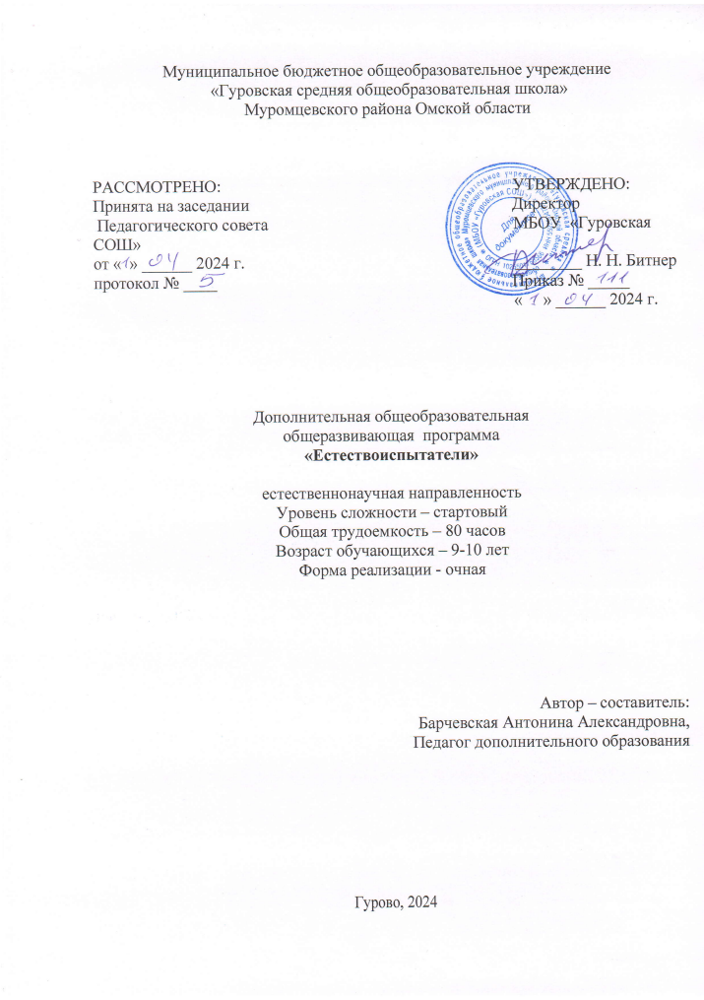 Муниципальное бюджетное общеобразовательное учреждение
«Гуровская средняя общеобразовательная школа»
Муромцевского района Омской области
РАССМОТРЕНО:
Принята на заседании
Педагогического совета
СОШ»
от «1» 04 2024 г.
протокол № 5
УТВЕРЖДЕНО:
Директор
МБОУ «Гуровская
Н. Н. Битнер
Приказ № 111
« 1 » 04 2024 г.
Для
документов
Дополнительная общеобразовательная
общеразвивающая программа
«Естествоиспытатели»
естественнонаучная направленность
Уровень сложности – стартовый
Общая трудоемкость – 80 часов
Возраст обучающихся – 9-10 лет
Форма реализации - очная
Автор – составитель:
Барчевская Антонина Александровна,
Педагог дополнительного образования
Гурово, 2024